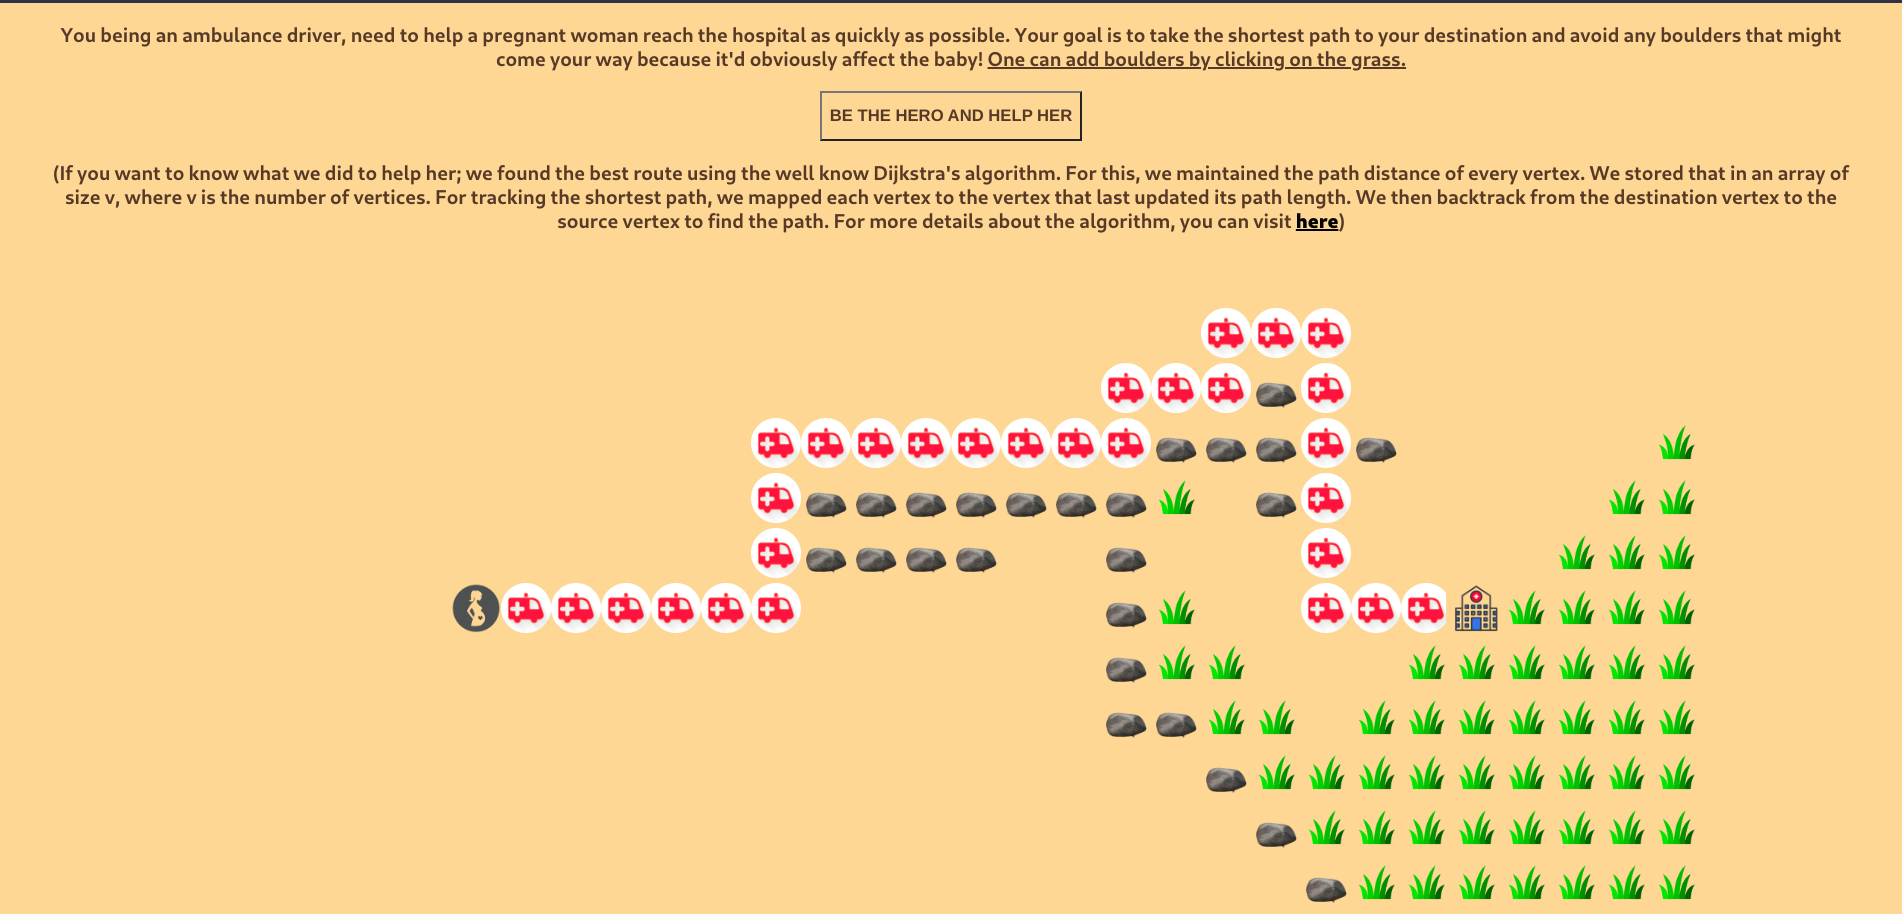 You being an ambulance driver, need to help a pregnant woman reach the hospital as quickly as possible. Your goal is to take the shortest path to your destination and avoid any boulders that might
come your way because it'd obviously affect the baby! One can add boulders by clicking on the grass.
BE THE HERO AND HELP HER
(If you want to know what we did to help her; we found the best route using the well know Dijkstra's algorithm. For this, we maintained the path distance of every vertex. We stored that in an array of
size v, where v is the number of vertices. For tracking the shortest path, we mapped each vertex to the vertex that last updated its path length. We then backtrack from the destination vertex to the
source vertex to find the path. For more details about the algorithm, you can visit here)